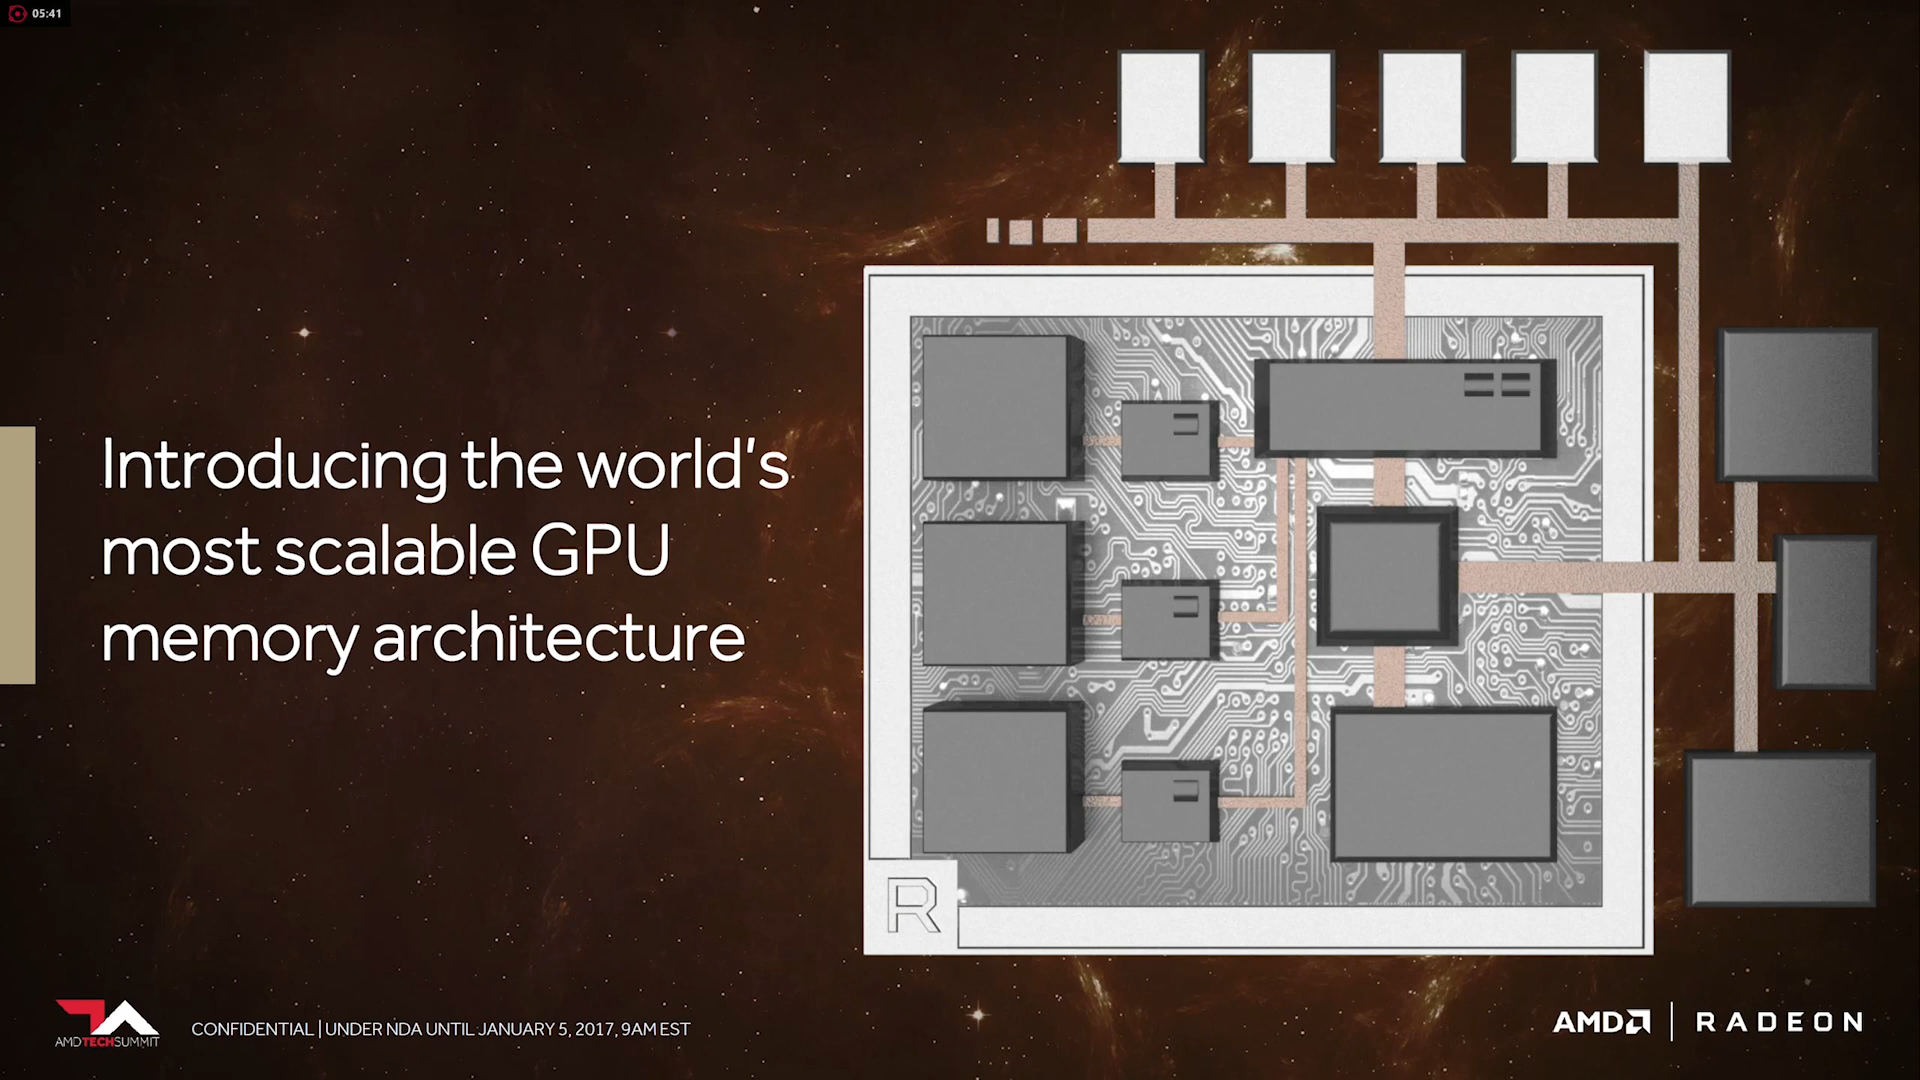 05:41
Introducing the world's
most scalable GPU
memory architecture
R
AMDTECHSUMMIT
CONFIDENTIAL | UNDER NDA UNTIL JANUARY 5, 2017, 9AM EST
AMD | RADEON